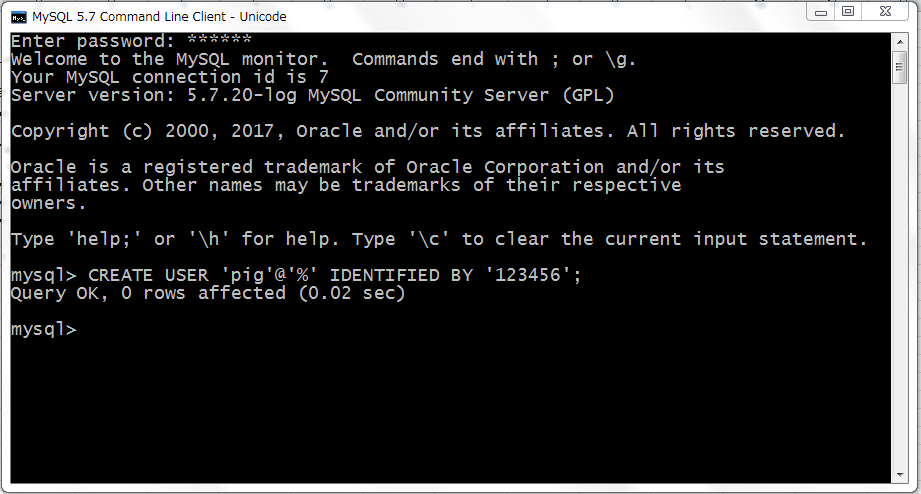 MySQL 5.7 Command Line Client - Unicode
Enter password: ******
Welcome to the MySQL monitor.  Commands end with ; or \g.
Your MySQL connection id is 7
Server version: 5.7.20-log MySQL Community Server (GPL)
Copyright (c) 2000, 2017, Oracle and/or its affiliates. All rights reserved.
Oracle is a registered trademark of Oracle Corporation and/or its
affiliates. Other names may be trademarks of their respective
owners.
Type 'help;' or '\h' for help. Type '\c' to clear the current input statement.
mysql> CREATE USER 'pig'@'%' IDENTIFIED BY '123456';
Query OK, 0 rows affected (0.02 sec)
mysql>